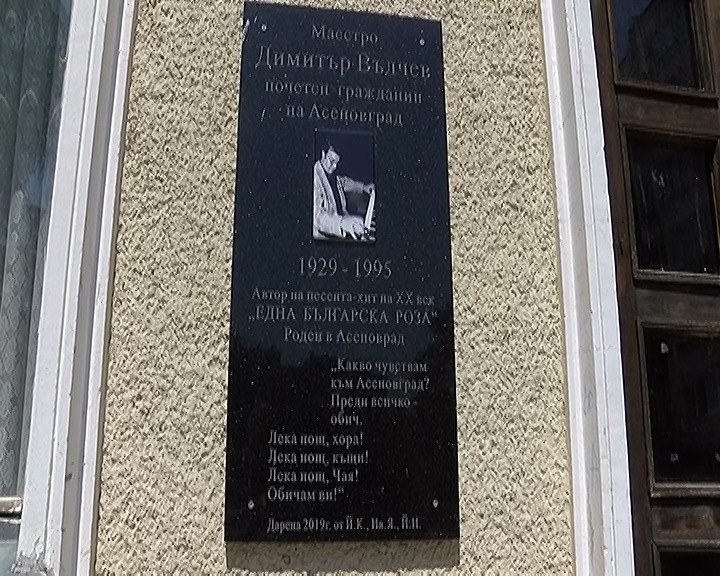 Маестро
Димитър Вълчев
почетен гражданин
на Асеновград
1929 - 1995
Автор на песента-хит на XX век
„ЕДНА БЪЛГАРСКА РОЗА“
Роден в Асеноврад
„Какво чувствам
към Асеновград?
Преди всичко -
обич.
Лека нощ, хора!
Лека нощ, къщи!
Лека нощ, Чая!
Обичам ви!“
Дарена 2019г. от Й.К., Ив.Я., Й.И.